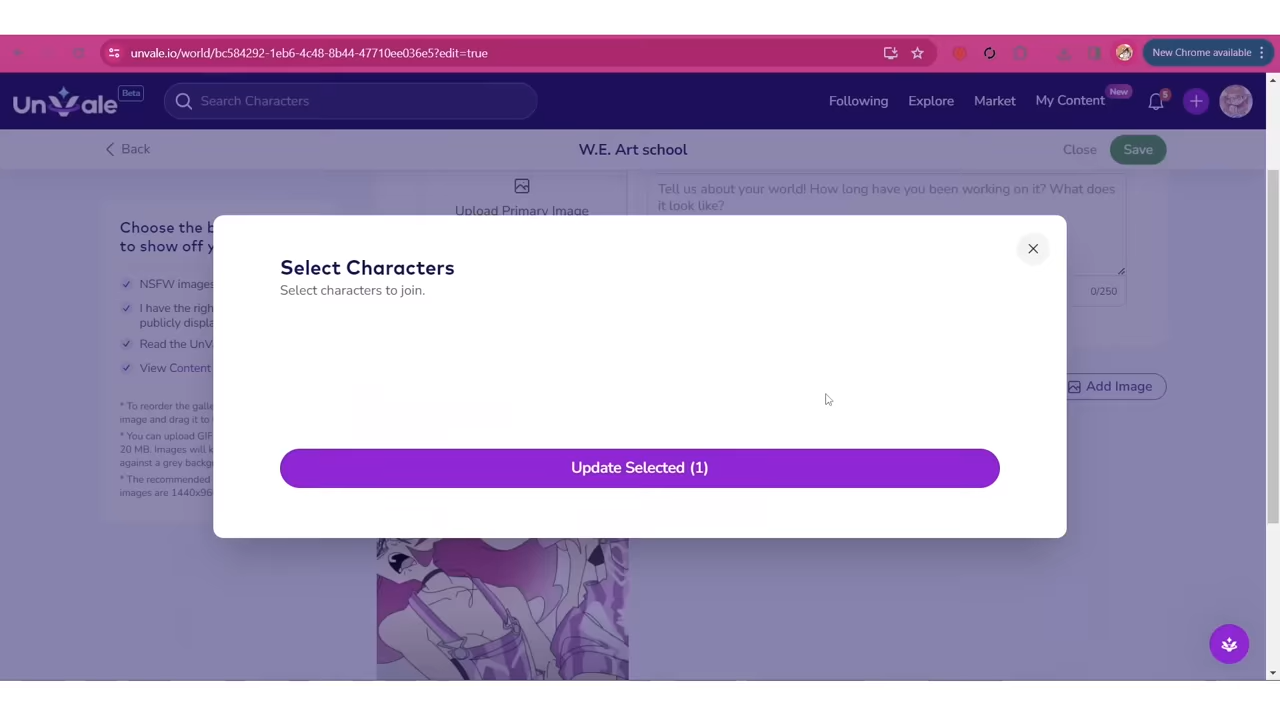 unvale.io/world/bc584292-1eb6-4c48-8b44-47710ee036e5?edit=true
New Chrome available
UnVale Beta
Search Characters
Following
Explore
Market
My Content
New
5
Back
W.E. Art school
Close
Save
Upload Primary Image
Tell us about your world! How long have you been working on it? What does
it look like?
0/250
Choose the b
to show off y
NSFW images
I have the righ
publicly displa
Read the UnVa
View Content
* To reorder the galle
image and drag it to
* You can upload GIF
20 MB. Images will k
against a grey backg
* The recommended
images are 1440x96
Select Characters
Select characters to join.
Update Selected (1)
Add Image